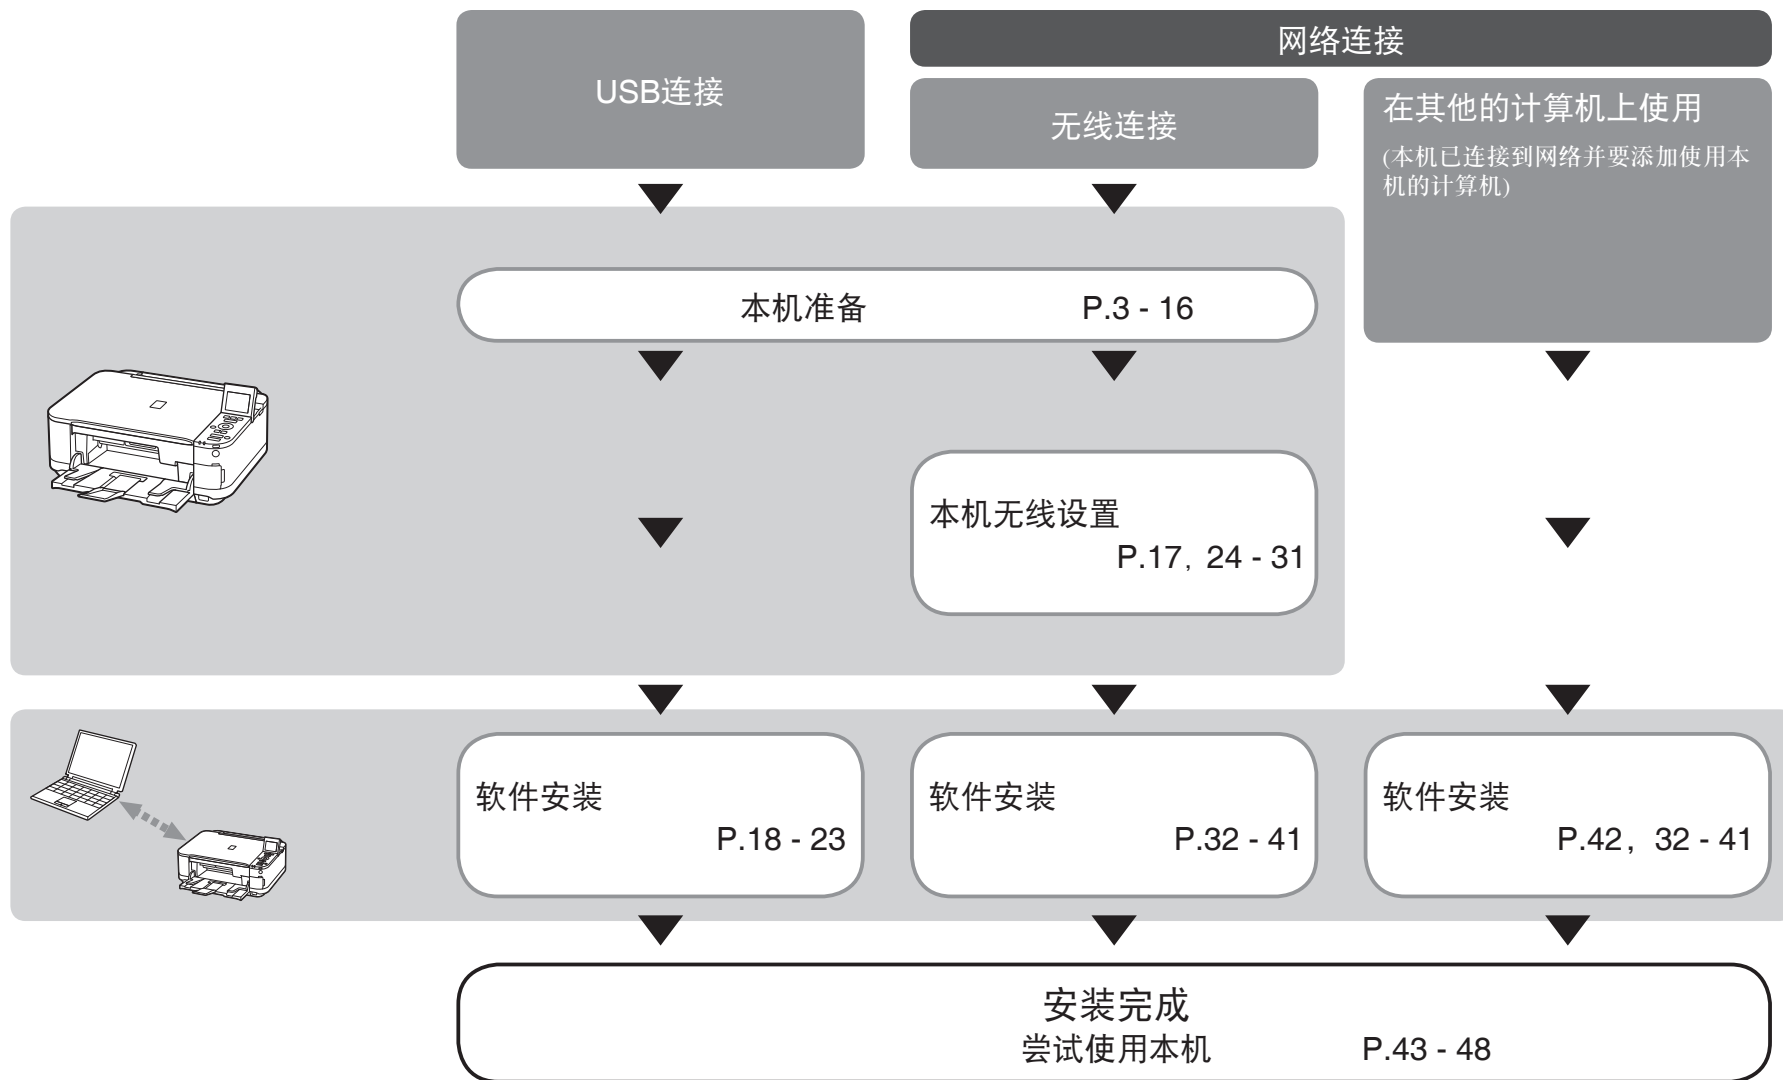 USB连接
网络连接
无线连接
在其他的计算机上使用
(本机已连接到网络并要添加使用本
机的计算机)
本机准备 P.3 - 16
本机无线设置
P.17, 24 - 31
软件安装
P.18 - 23
软件安装
P.32 - 41
软件安装
P.42, 32 - 41
安装完成
尝试使用本机 P.43 - 48